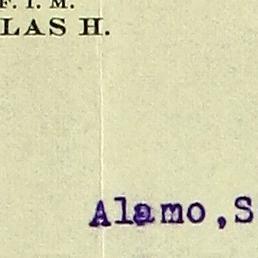 F. I. M.
LAS H.
Alamo, S